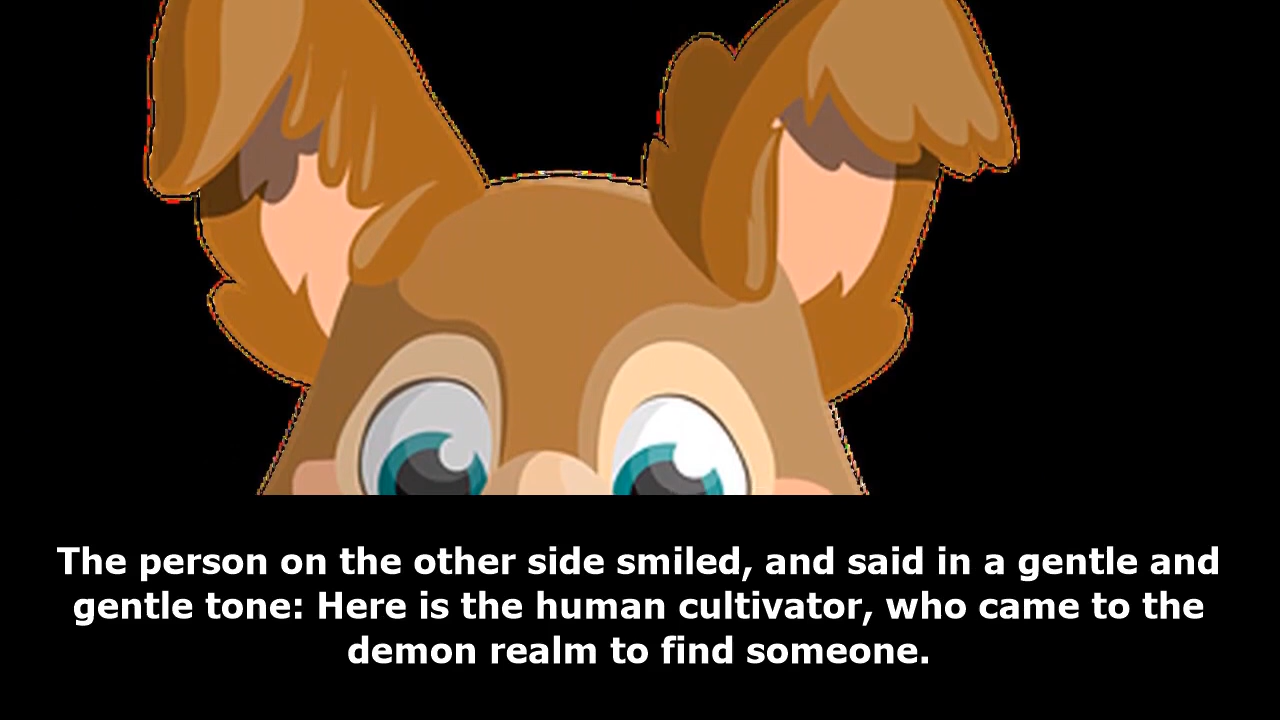 The person on the other side smiled, and said in a gentle and
gentle tone: Here is the human cultivator, who came to the
demon realm to find someone.